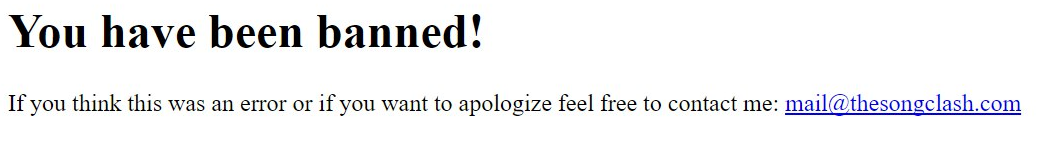 You have been banned!
If you think this was an error or if you want to apologize feel free to contact me: mail@thesongclash.com